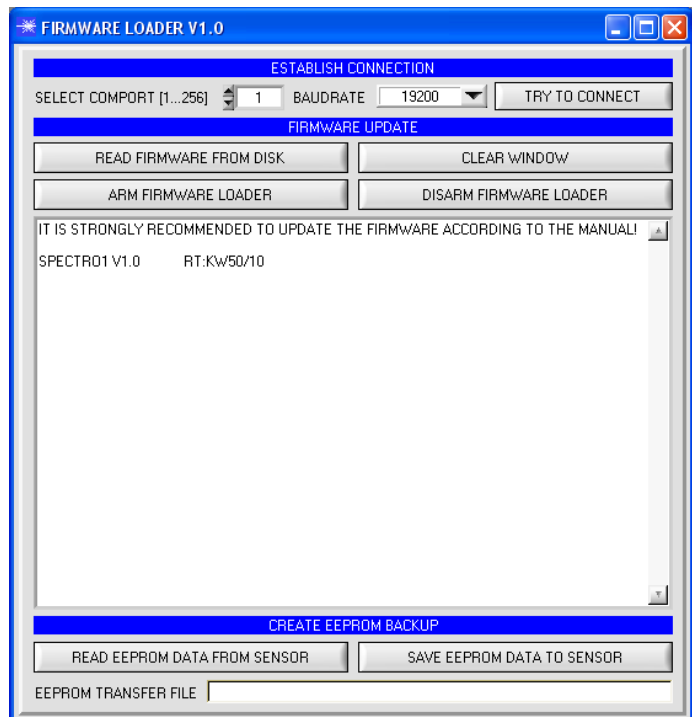 FIRMWARE LOADER V1.0
ESTABLISH CONNECTION
SELECT COMPORT [1...256] 1 BAUDRATE 19200 TRY TO CONNECT
FIRMWARE UPDATE
READ FIRMWARE FROM DISK CLEAR WINDOW
ARM FIRMWARE LOADER DISARM FIRMWARE LOADER
IT IS STRONGLY RECOMMENDED TO UPDATE THE FIRMWARE ACCORDING TO THE MANUAL!
SPECTRO1 V1.0 RT:KW50/10
CREATE EEPROM BACKUP
READ EEPROM DATA FROM SENSOR SAVE EEPROM DATA TO SENSOR
EEPROM TRANSFER FILE